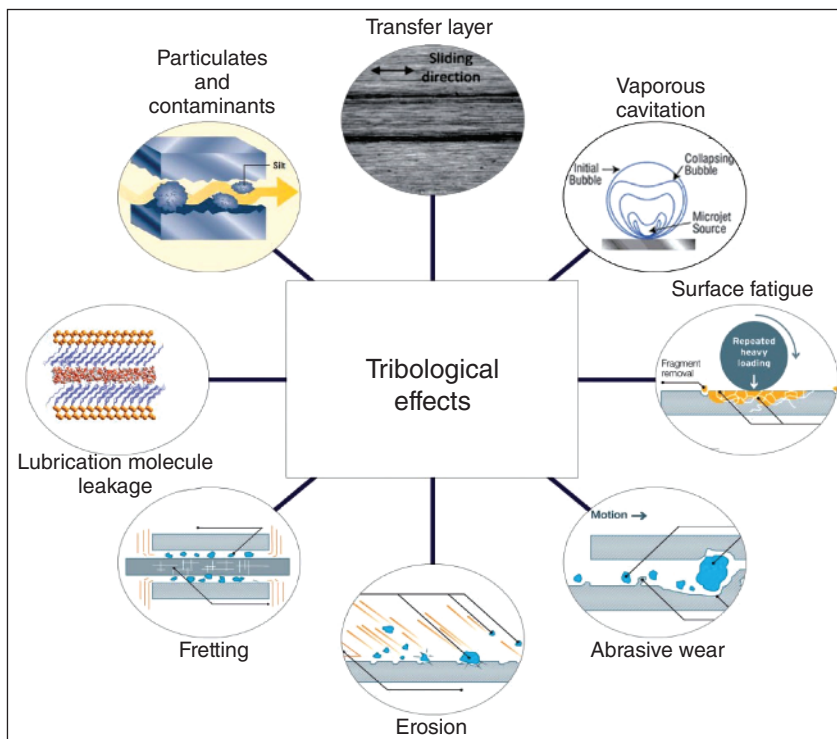 Transfer layer
Sliding
direction
Particulates
and
contaminants
Silt
Vaporous
cavitation
Initial
Bubble
Collapsing
Bubble
Microjet
Source
Surface fatigue
Repeated
heavy
loading
Fragment
removal
Tribological
effects
Lubrication molecule
leakage
Motion
Fretting
Abrasive wear
Erosion